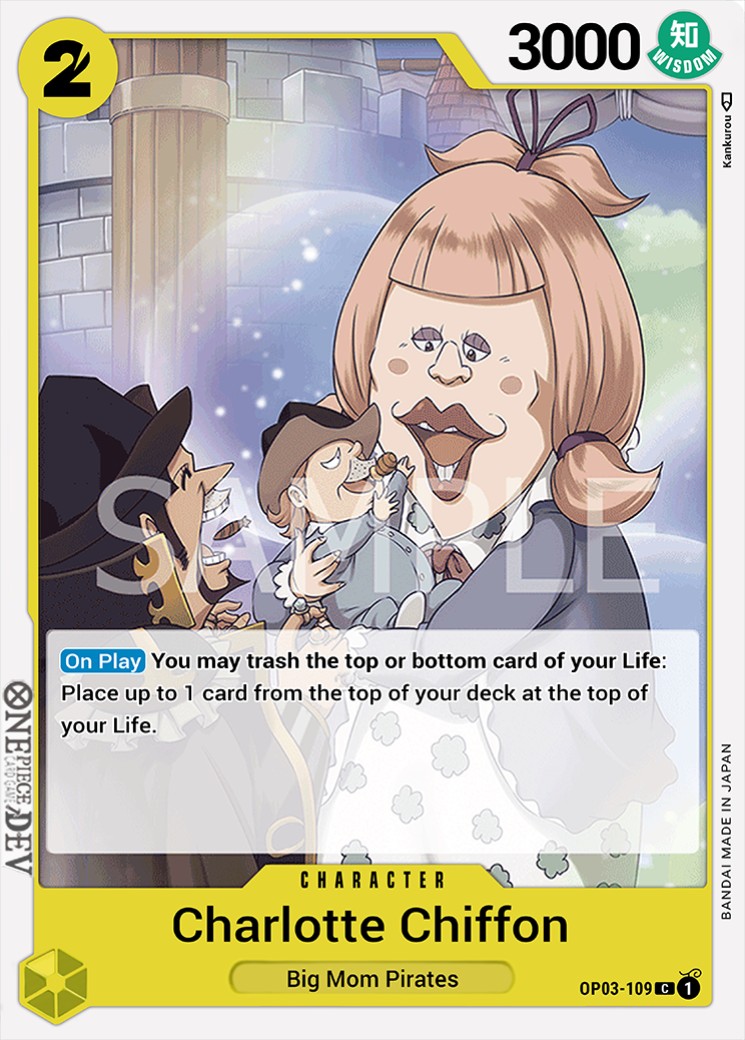 2
3000
知
WISDOM
Kankurou
SAMPLE
On Play You may trash the top or bottom card of your Life:
Place up to 1 card from the top of your deck at the top of
your Life.
ONE PIECE
CARD GAME
DEV
BANDAI MADE IN JAPAN
CHARACTER
Charlotte Chiffon
Big Mom Pirates
OP03-109 C 1